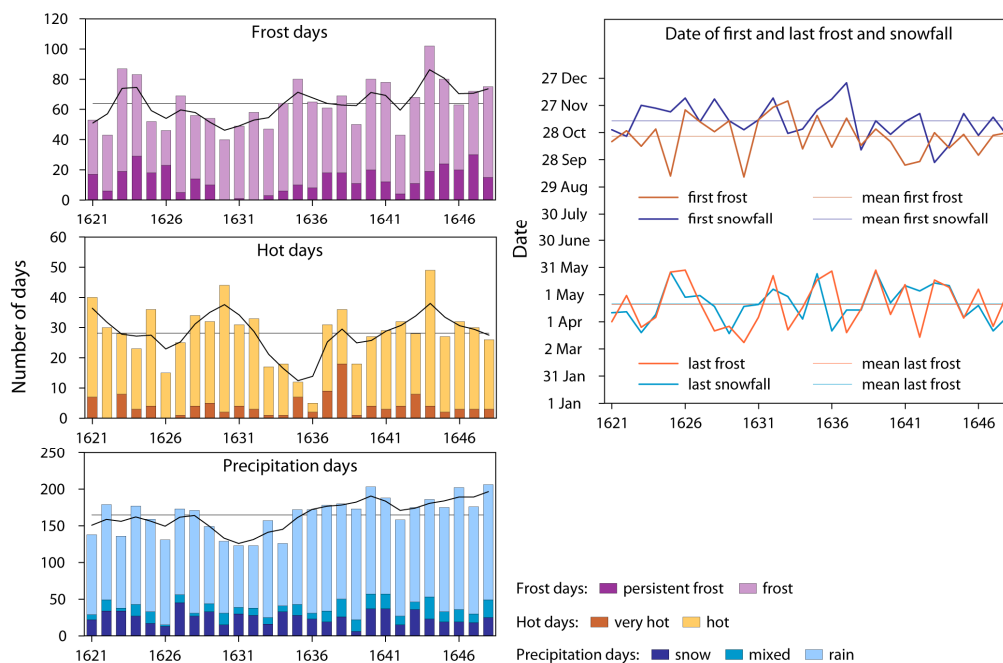 Frost days
120
100
80
60
40
20
0
1621 1626 1631 1636 1641 1646
Hot days
60
50
40
30
20
10
0
1621 1626 1631 1636 1641 1646
Number of days
Precipitation days
250
200
150
100
50
0
1621 1626 1631 1636 1641 1646
Date of first and last frost and snowfall
27 Dec
27 Nov
28 Oct
28 Sep
29 Aug
30 July
30 June
31 May
1 May
1 Apr
2 Mar
31 Jan
1 Jan
Date
first frost mean first frost
first snowfall mean first snowfall
last frost mean last frost
last snowfall mean last frost
1621 1626 1631 1636 1641 1646
Frost days: persistent frost frost
Hot days: very hot hot
Precipitation days: snow mixed rain